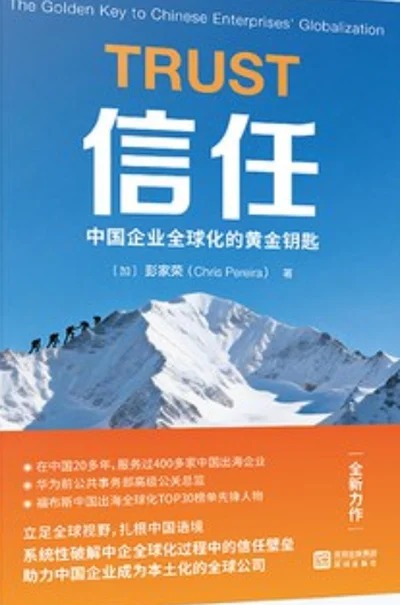 The Golden Key to Chinese Enterprises' Globalization
TRUST
信任
中国企业全球化的黄金钥匙
[加] 彭家荣(Chris Pereira) 著
在中国20多年,服务过400多家中国出海企业
华为前公共事务部高级公关总监
福布斯中国出海全球化TOP30榜单先锋人物
全新力作
立足全球视野,扎根中国语境
系统性破解中企全球化过程中的信任壁垒
助力中国企业成为本土化的全球公司